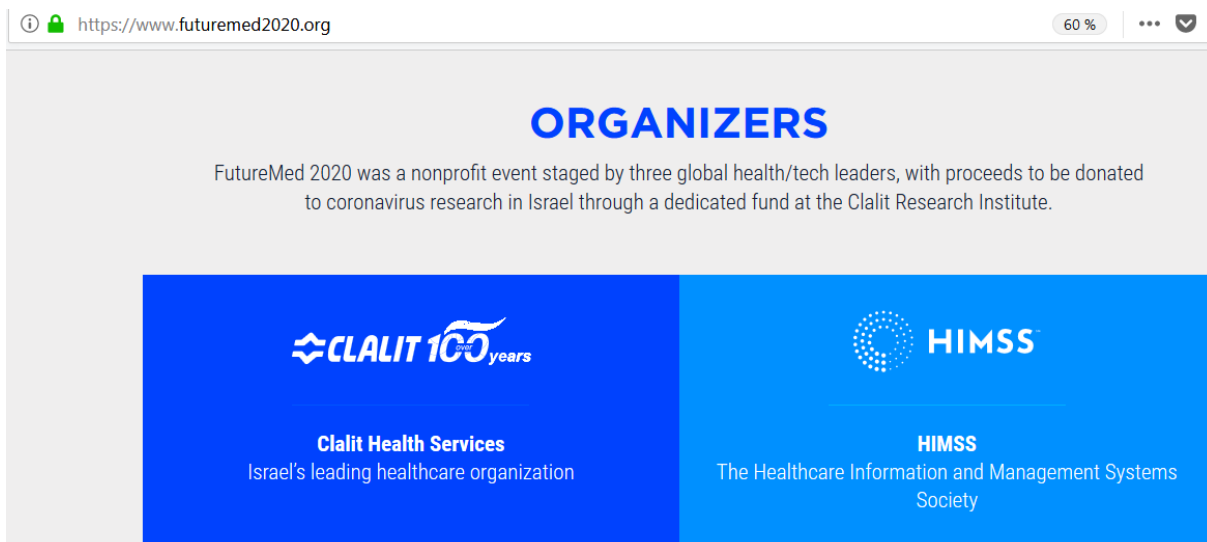 https://www.futuremed2020.org
60 %
ORGANIZERS
FutureMed 2020 was a nonprofit event staged by three global health/tech leaders, with proceeds to be donated
to coronavirus research in Israel through a dedicated fund at the Clalit Research Institute.
CLALIT 100 over years
HIMSS™
Clalit Health Services
Israel's leading healthcare organization
HIMSS
The Healthcare Information and Management Systems
Society